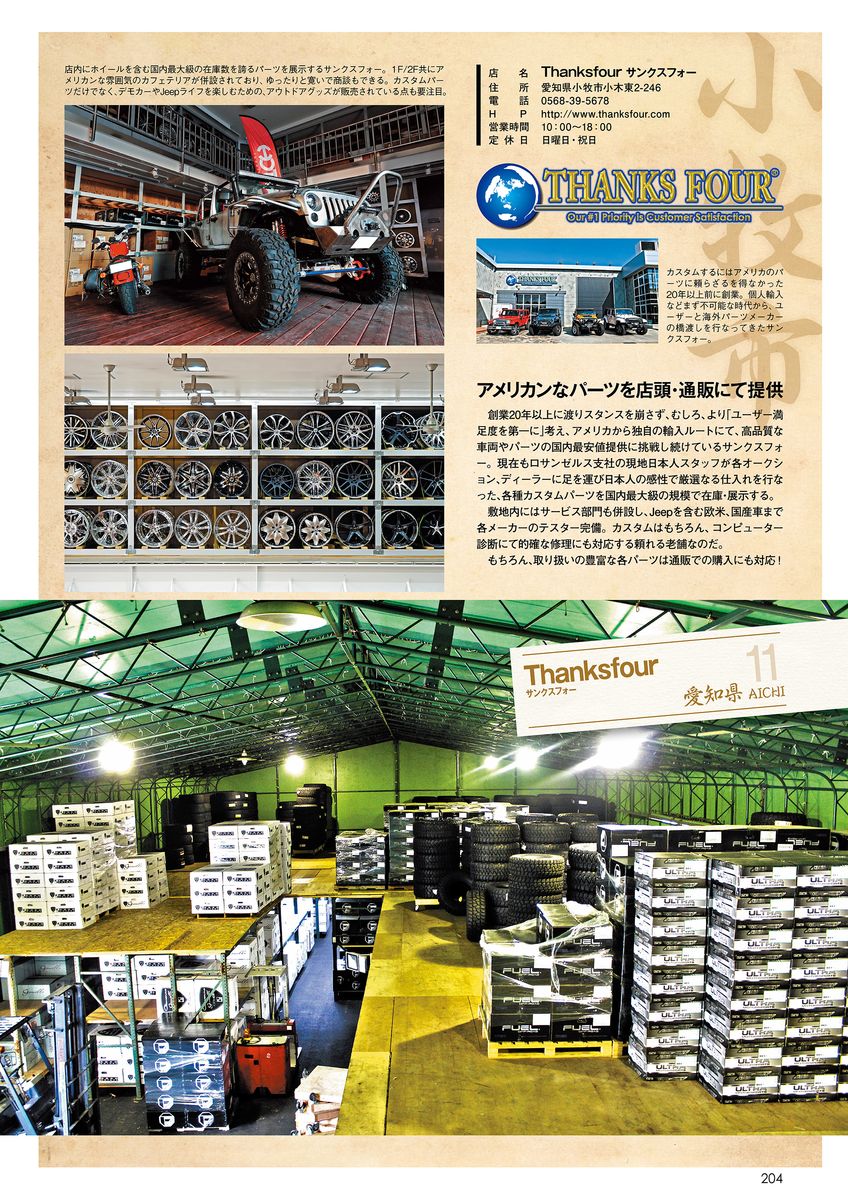 店内にホイールを含む国内最大級の在庫数を誇るパーツを展示するサンクスフォー。1F/2F共にア
メリカンな雰囲気のカフェテリアが併設されており、ゆったりと寛いで商談もできる。カスタムパー
ツだけでなく、デモカーやJeepライフを楽しむための、アウトドアグッズが販売されている点も要注目。
店 名 Thanksfour サンクスフォー
住 所 愛知県小牧市小木東2-246
電 話 0568-39-5678
H P http://www.thanksfour.com
営業時間 10：00〜18：00
定 休 日 日曜日・祝日
小牧市
THANKS FOUR®
Our #1 Priority is Customer Satisfaction
THANKS FOUR
カスタムするにはアメリカのパ
ーツに頼らざるを得なかった
20年以上前に創業。個人輸入
などまず不可能な時代から、ユ
ーザーと海外パーツメーカー
の橋渡しを行なってきたサン
クスフォー。
アメリカンなパーツを店頭・通販にて提供
創業20年以上に渡りスタンスを崩さず、むしろ、より「ユーザー満
足度を第一に」考え、アメリカから独自の輸入ルートにて、高品質な
車両やパーツの国内最安値提供に挑戦し続けているサンクスフォ
ー。現在もロサンゼルス支社の現地日本人スタッフが各オークシ
ョン、ディーラーに足を運び日本人の感性で厳選なる仕入れを行な
った、各種カスタムパーツを国内最大級の規模で在庫・展示する。
敷地内にはサービス部門も併設し、Jeepを含む欧米、国産車まで
各メーカーのテスター完備。カスタムはもちろん、コンピューター
診断にて的確な修理にも対応する頼れる老舗なのだ。
もちろん、取り扱いの豊富な各パーツは通販での購入にも対応！
Thanksfour
サンクスフォー
11
愛知県 AICHI
FUEL
FUEL
FUEL
FUEL
ULTRA
ULTRA
ULTRA
204